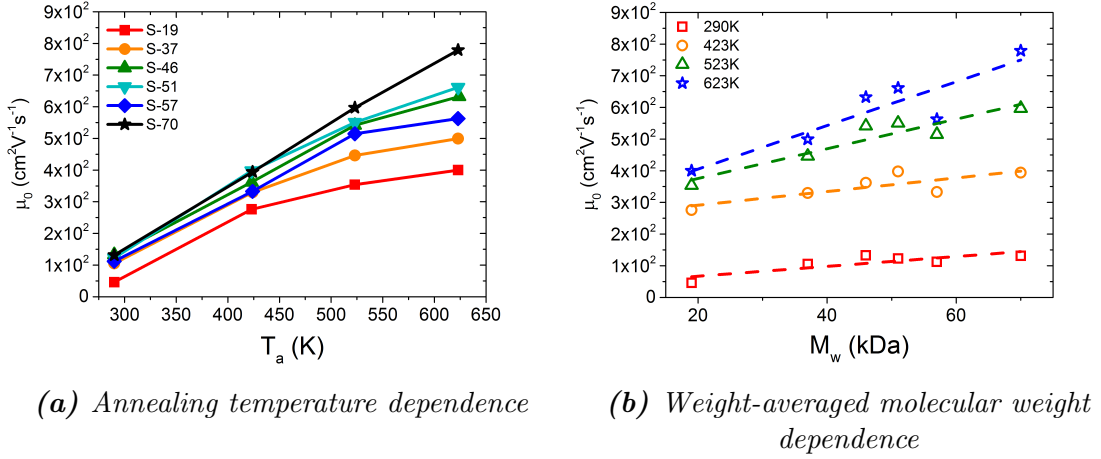 9x10²
8x10²
7x10²
6x10²
5x10²
4x10²
3x10²
2x10²
1x10²
0
μ₀ (cm²V⁻¹s⁻¹)
S-19
S-37
S-46
S-51
S-57
S-70
300 350 400 450 500 550 600 650
Tₐ (K)
(a) Annealing temperature dependence
9x10²
8x10²
7x10²
6x10²
5x10²
4x10²
3x10²
2x10²
1x10²
0
μ₀ (cm²V⁻¹s⁻¹)
290K
423K
523K
623K
20 40 60
M_w (kDa)
(b) Weight-averaged molecular weight
dependence